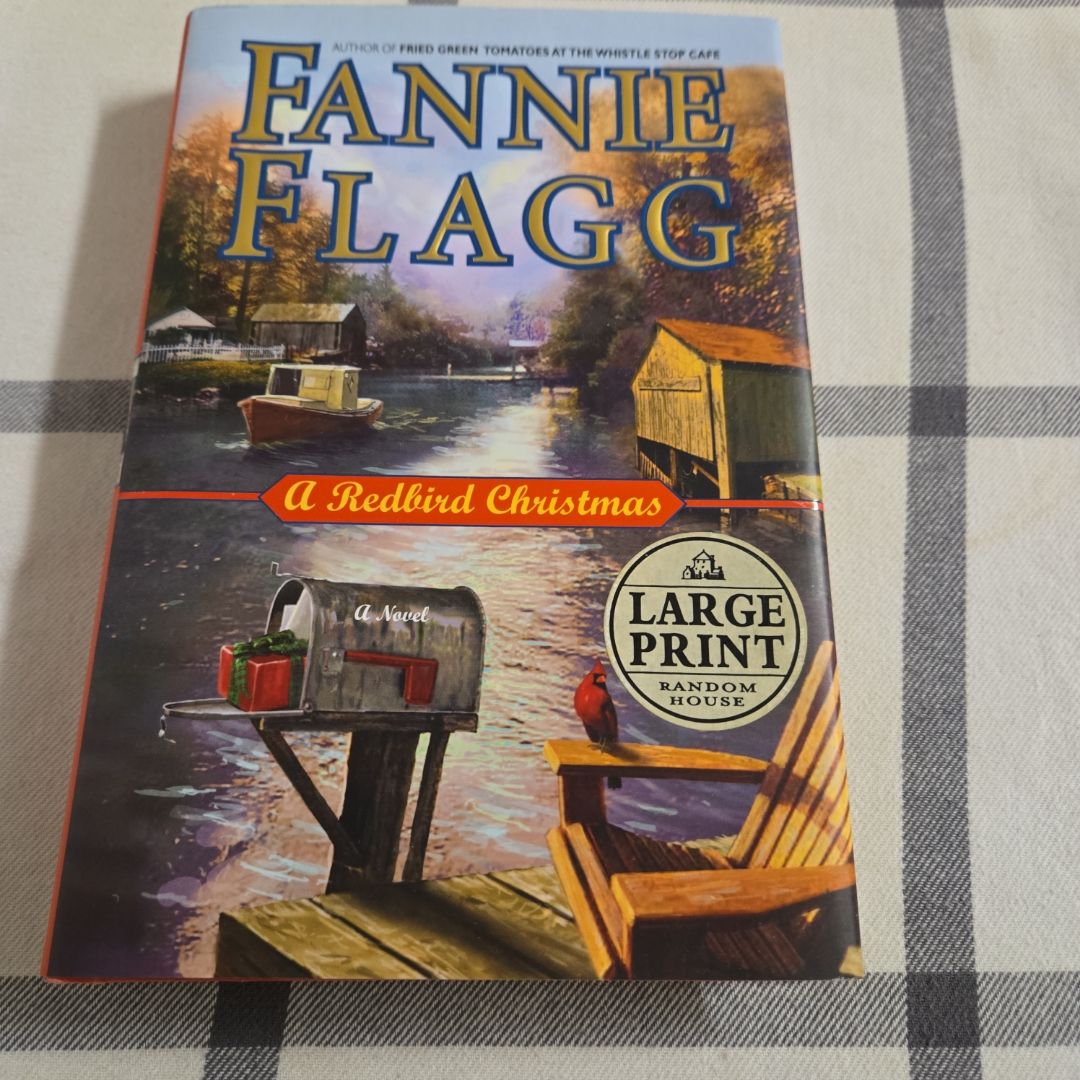 AUTHOR OF FRIED GREEN TOMATOES AT THE WHISTLE STOP CAFE
FANNIE
FLAGG
A Redbird Christmas
A Novel
LARGE
PRINT
RANDOM
HOUSE